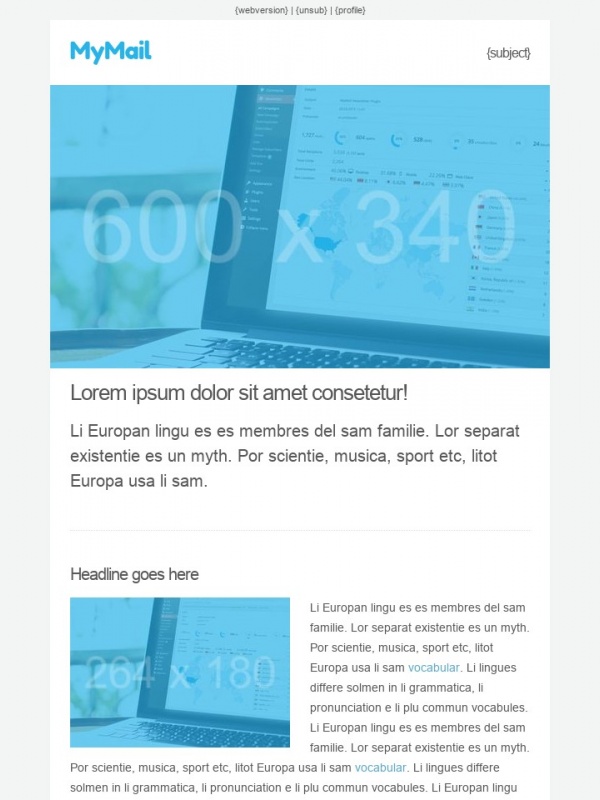 {webversion} | {unsub} | {profile}
MyMail
{subject}
600 x 340
Lorem ipsum dolor sit amet consetetur!
Li Europan lingu es es membres del sam familie. Lor separat
existentie es un myth. Por scientie, musica, sport etc, litot
Europa usa li sam.
Headline goes here
264 x 180
Li Europan lingu es es membres del sam
familie. Lor separat existentie es un myth.
Por scientie, musica, sport etc, litot
Europa usa li sam vocabular. Li lingues
differe solmen in li grammatica, li
pronunciation e li plu commun vocabules.
Li Europan lingu es es membres del sam
familie. Lor separat existentie es un myth.
Por scientie, musica, sport etc, litot Europa usa li sam vocabular. Li lingues differe
solmen in li grammatica, li pronunciation e li plu commun vocabules. Li Europan lingu